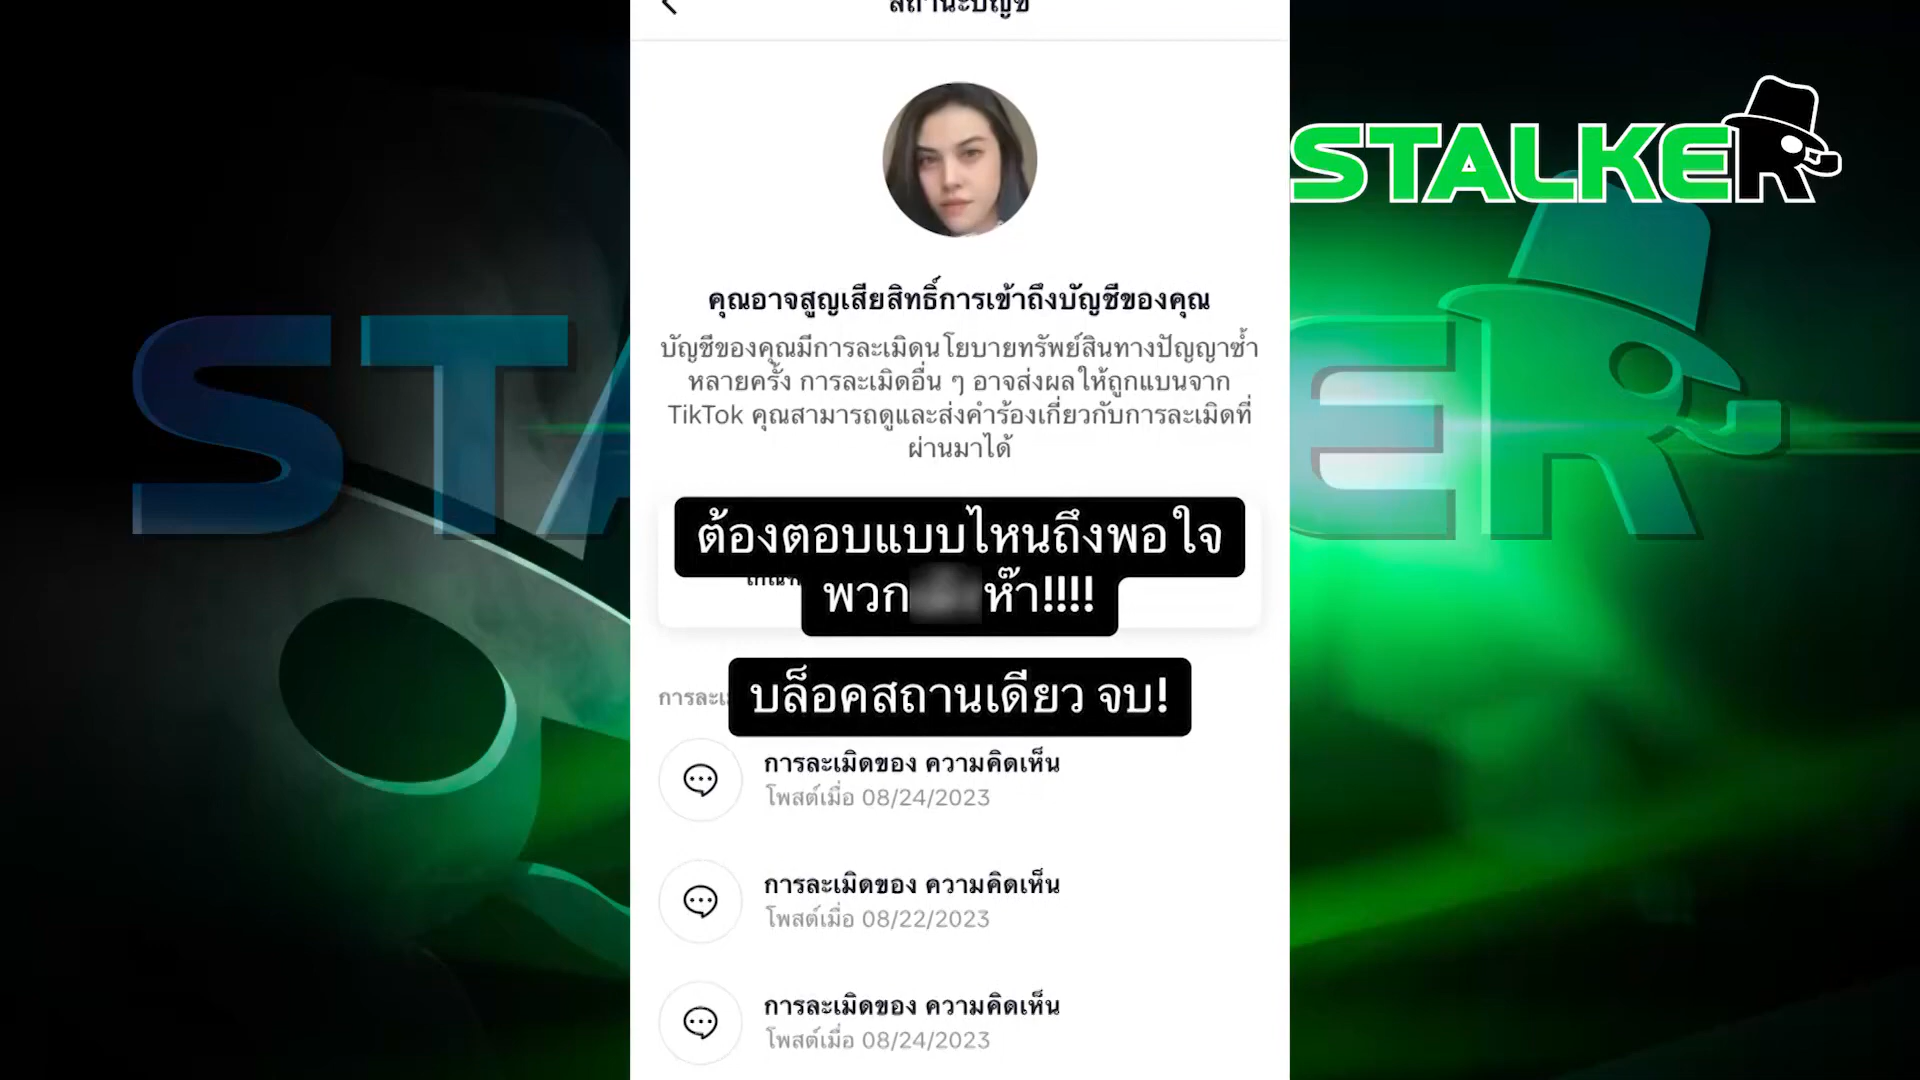 สถานะบัญชี
STALKER
STALKER
คุณอาจสูญเสียสิทธิ์การเข้าถึงบัญชีของคุณ
บัญชีของคุณมีการละเมิดนโยบายทรัพย์สินทางปัญญาซ้ำ
หลายครั้ง การละเมิดอื่น ๆ อาจส่งผลให้ถูกแบนจาก
TikTok คุณสามารถดูและส่งคำร้องเกี่ยวกับการละเมิดที่
ผ่านมาได้
ต้องตอบแบบไหนถึงพอใจ
พวก ห๊า!!!!
บล็อคสถานเดียว จบ!
การละเมิดของ ความคิดเห็น
โพสต์เมื่อ 08/24/2023
การละเมิดของ ความคิดเห็น
โพสต์เมื่อ 08/22/2023
การละเมิดของ ความคิดเห็น
โพสต์เมื่อ 08/24/2023